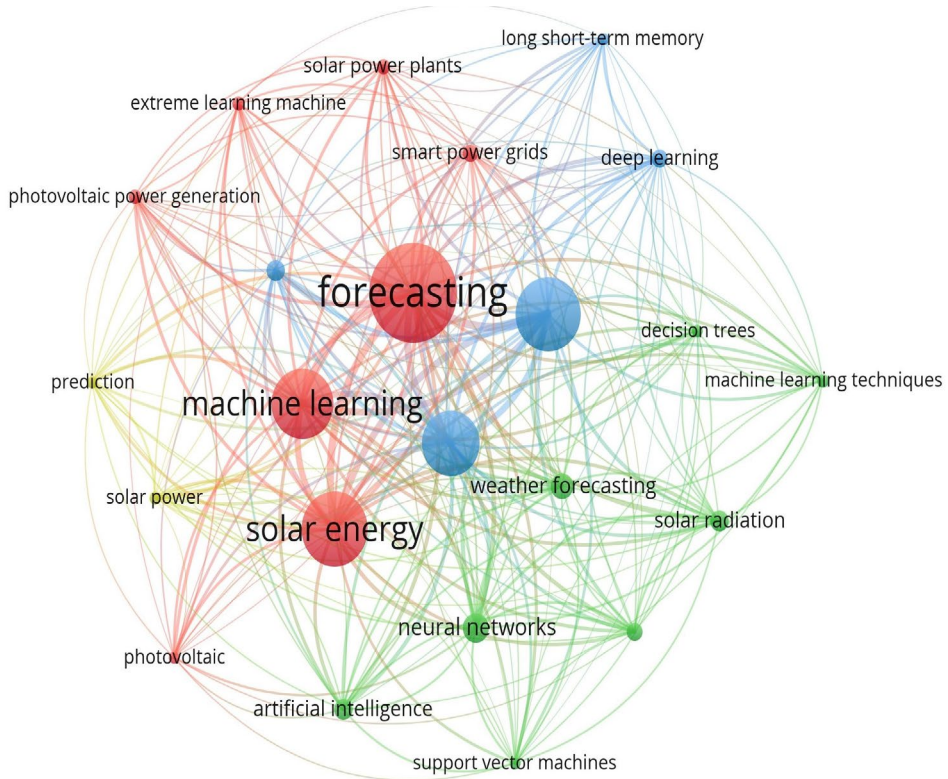 long short-term memory
solar power plants
extreme learning machine
smart power grids
deep learning
photovoltaic power generation
forecasting
decision trees
prediction
machine learning techniques
machine learning
weather forecasting
solar power
solar radiation
solar energy
neural networks
photovoltaic
artificial intelligence
support vector machines